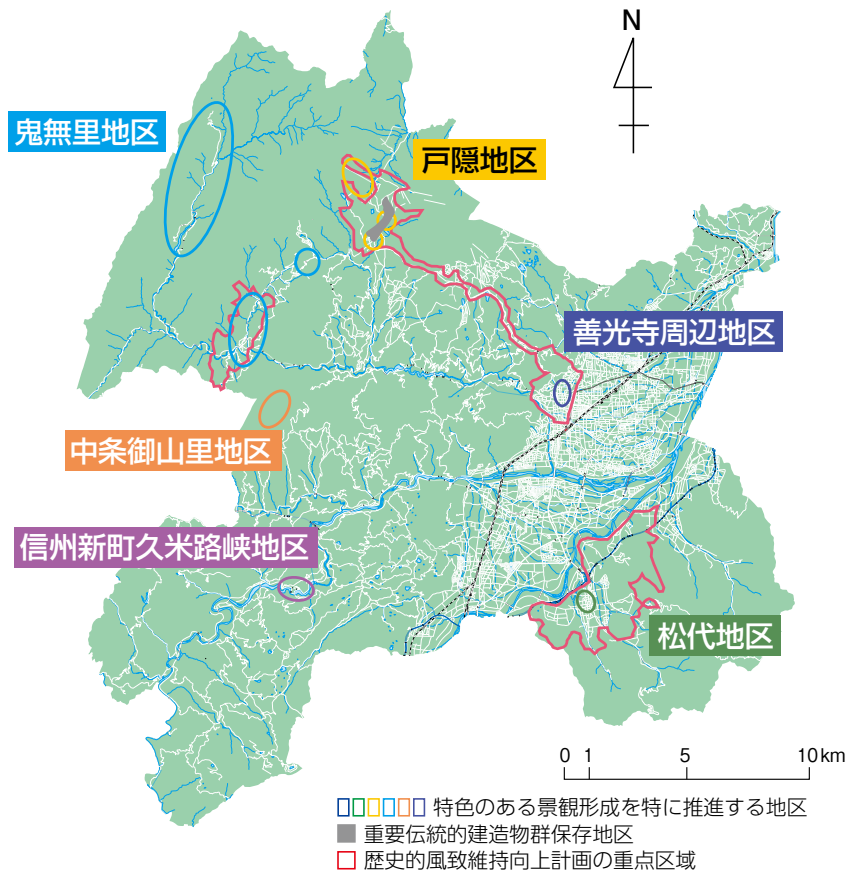 N
鬼無里地区
戸隠地区
善光寺周辺地区
中条御山里地区
信州新町久米路峡地区
松代地区
0 1 5 10km
特色のある景観形成を特に推進する地区
重要伝統的建造物群保存地区
歴史的風致維持向上計画の重点区域